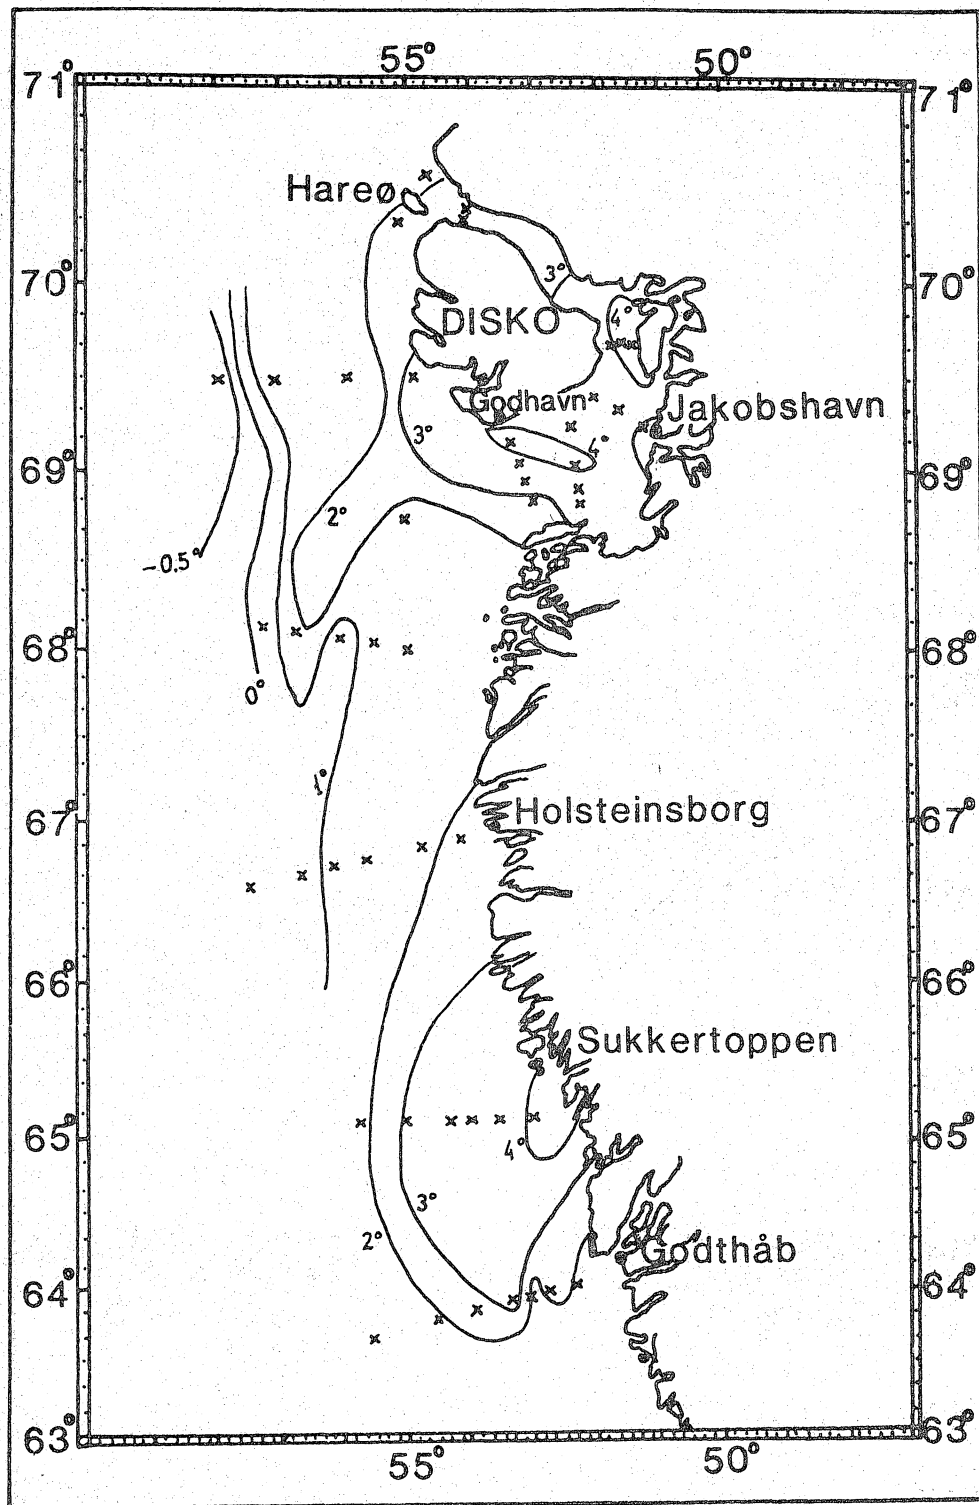 55° 50°
71° 71°
Hareø
70° 3° 70°
4°
DISKO
Godhavn Jakobshavn
3°
4°
69° 69°
2°
-0.5°
68° 68°
0°
1°
67° Holsteinsborg 67°
66° 66°
Sukkertoppen
65° 65°
4°
3°
2° Godthåb
64° 64°
63° 63°
55° 50°